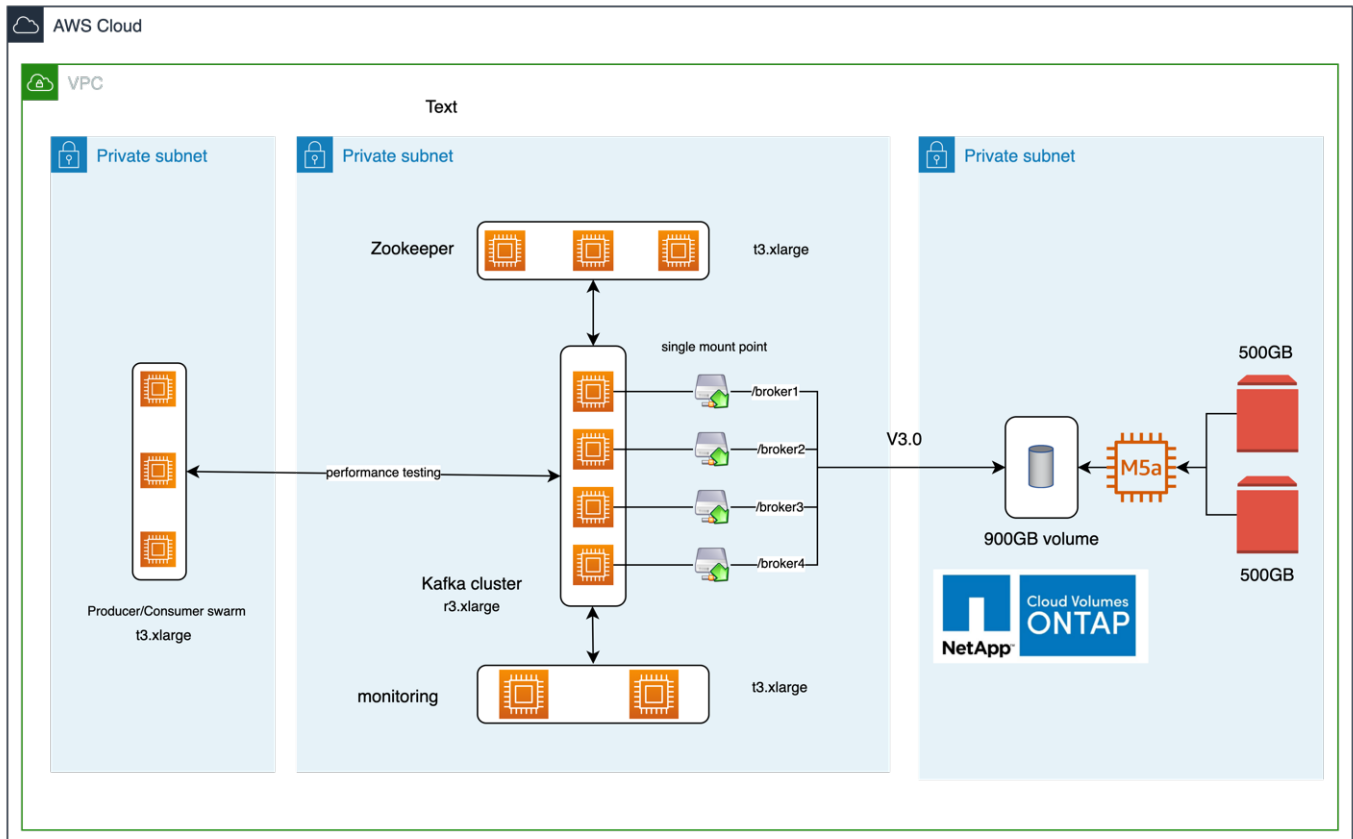 AWS Cloud
VPC
Text
Private subnet
Private subnet
Private subnet
Zookeeper
t3.xlarge
single mount point
/broker1
/broker2
/broker3
/broker4
performance testing
Producer/Consumer swarm
t3.xlarge
Kafka cluster
r3.xlarge
monitoring
t3.xlarge
V3.0
900GB volume
M5a
500GB
500GB
NetApp™
Cloud Volumes
ONTAP